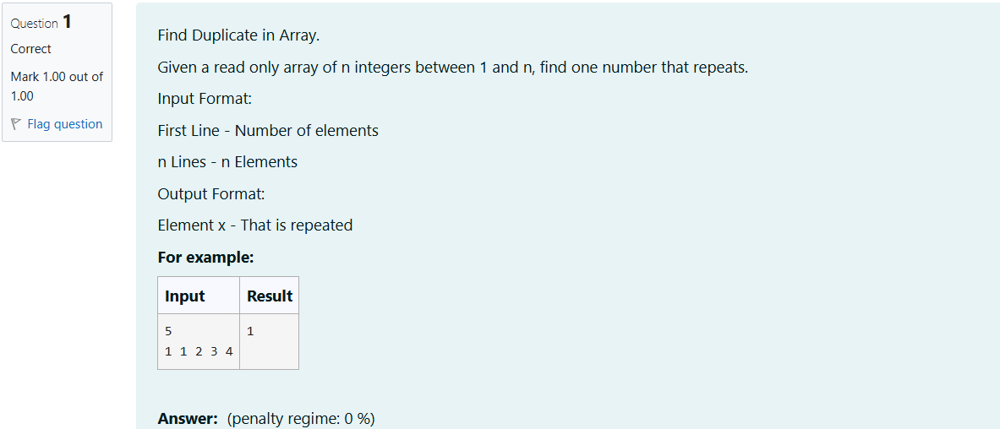 Question 1
Correct
Mark 1.00 out of
1.00
Flag question
Find Duplicate in Array.
Given a read only array of n integers between 1 and n, find one number that repeats.
Input Format:
First Line - Number of elements
n Lines - n Elements
Output Format:
Element x - That is repeated
For example:
Input Result
5 1
1 1 2 3 4
Answer: (penalty regime: 0 %)